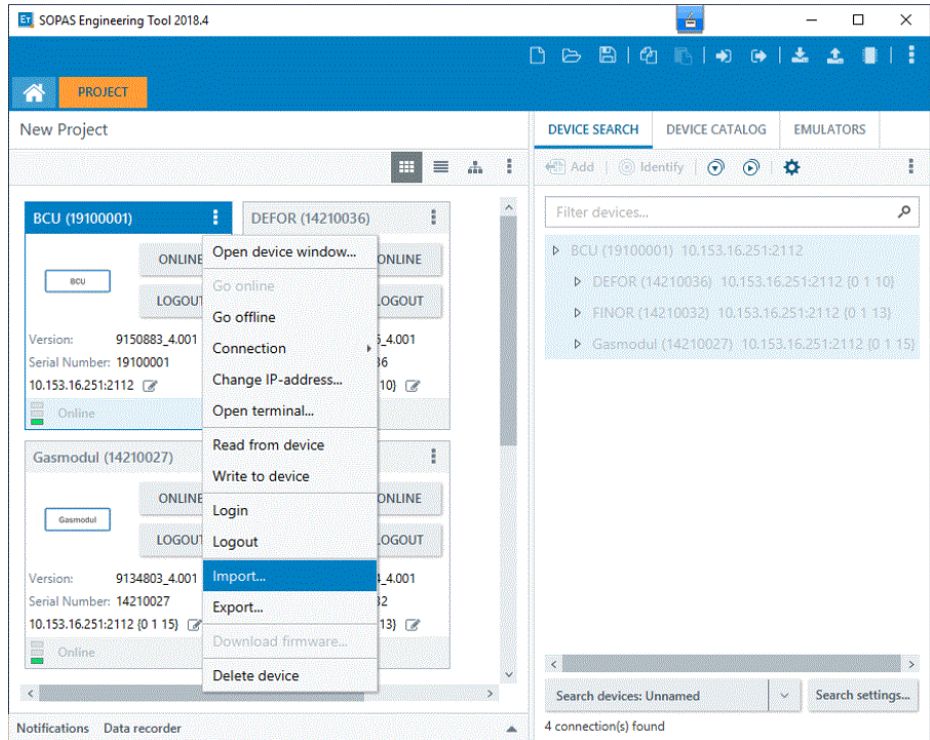 SOPAS Engineering Tool 2018.4
PROJECT
New Project
DEVICE SEARCH DEVICE CATALOG EMULATORS
Add Identify
Filter devices...
BCU (19100001) 10.153.16.251:2112
DEFOR (14210036) 10.153.16.251:2112 {0 1 10}
FINOR (14210032) 10.153.16.251:2112 {0 1 13}
Gasmodul (14210027) 10.153.16.251:2112 {0 1 15}
BCU (19100001)
BCU
ONLINE
LOGOUT
Version: 9150883_4.001
Serial Number: 19100001
10.153.16.251:2112
Online
DEFOR (14210036)
ONLINE
LOGOUT
_4.001
36
10}
Open device window...
Go online
Go offline
Connection
Change IP-address...
Open terminal...
Read from device
Write to device
Login
Logout
Import...
Export...
Download firmware...
Delete device
Gasmodul (14210027)
Gasmodul
ONLINE
LOGOUT
Version: 9134803_4.001
Serial Number: 14210027
10.153.16.251:2112 {0 1 15}
Online
ONLINE
LOGOUT
_4.001
32
13}
Search devices: Unnamed
Search settings...
4 connection(s) found
Notifications Data recorder